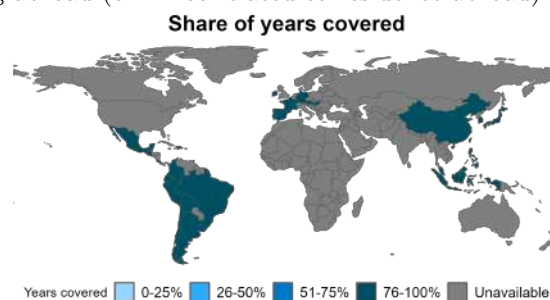 Share of years covered
Years covered 0-25% 26-50% 51-75% 76-100% Unavailable